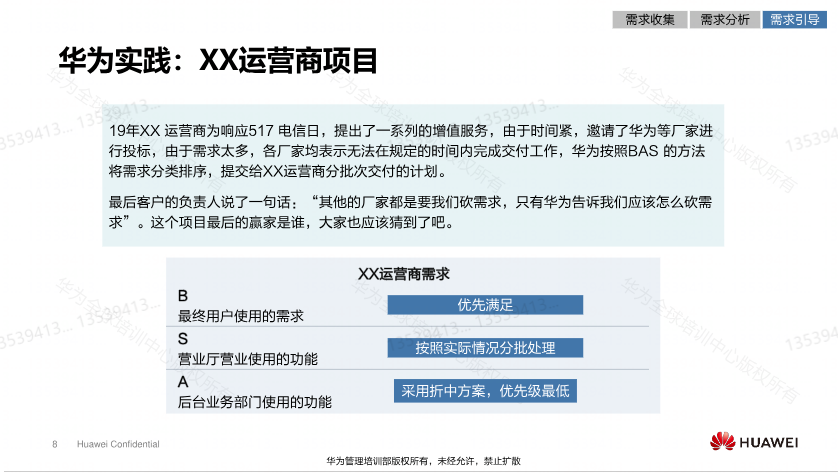 需求收集
需求分析
需求引导
华为实践：XX运营商项目
19年XX 运营商为响应517 电信日，提出了一系列的增值服务，由于时间紧，邀请了华为等厂家进
行投标，由于需求太多，各厂家均表示无法在规定的时间内完成交付工作，华为按照BAS 的方法
将需求分类排序，提交给XX运营商分批次交付的计划。
最后客户的负责人说了一句话；“其他的厂家都是要我们砍需求，只有华为告诉我们应该怎么砍需
求”。这个项目最后的赢家是谁，大家也应该猜到了吧。
XX运营商需求
B
最终用户使用的需求
优先满足
S
营业厅营业使用的功能
按照实际情况分批处理
A
后台业务部门使用的功能
采用折中方案，优先级最低
8
Huawei Confidential
HUAWEI
华为管理培训部版权所有，未经允许，禁止扩散